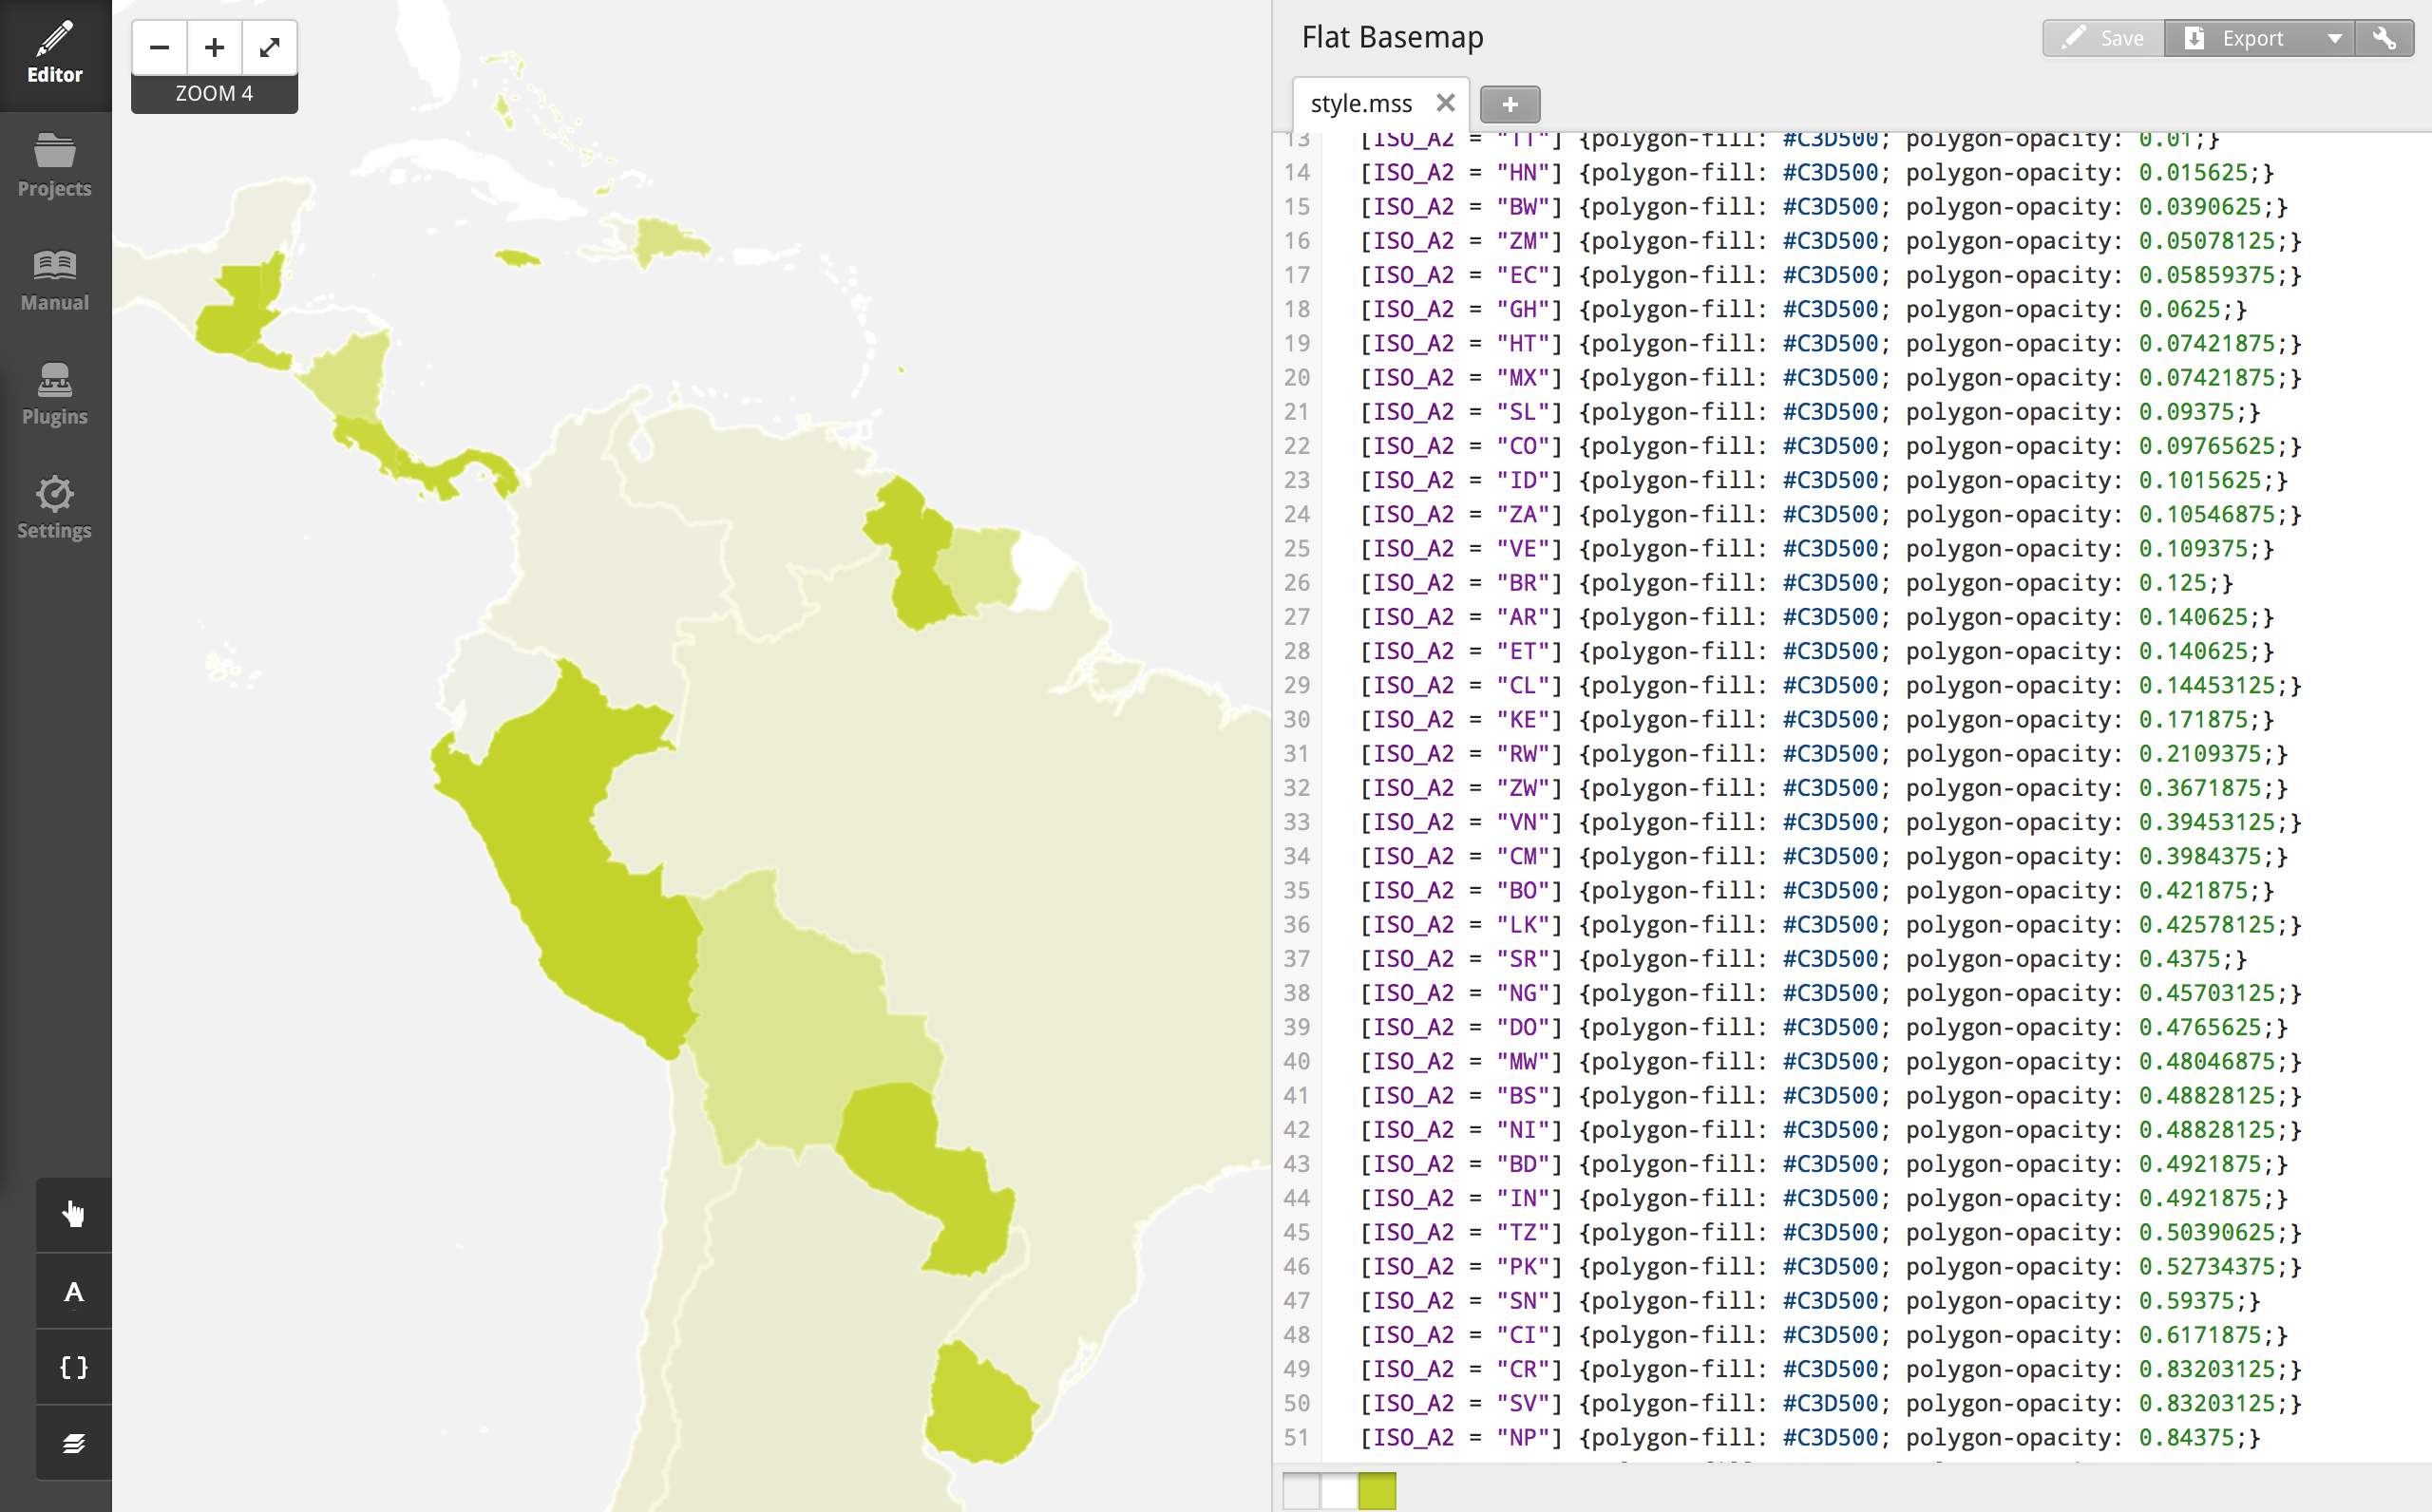 Editor
Projects
Manual
Plugins
Settings
A
{}
ZOOM 4
Flat Basemap
Save
Export
style.mss
13 [ISO_A2 = "TT"] {polygon-fill: #C3D500; polygon-opacity: 0.01;}
14 [ISO_A2 = "HN"] {polygon-fill: #C3D500; polygon-opacity: 0.015625;}
15 [ISO_A2 = "BW"] {polygon-fill: #C3D500; polygon-opacity: 0.0390625;}
16 [ISO_A2 = "ZM"] {polygon-fill: #C3D500; polygon-opacity: 0.05078125;}
17 [ISO_A2 = "EC"] {polygon-fill: #C3D500; polygon-opacity: 0.05859375;}
18 [ISO_A2 = "GH"] {polygon-fill: #C3D500; polygon-opacity: 0.0625;}
19 [ISO_A2 = "HT"] {polygon-fill: #C3D500; polygon-opacity: 0.07421875;}
20 [ISO_A2 = "MX"] {polygon-fill: #C3D500; polygon-opacity: 0.07421875;}
21 [ISO_A2 = "SL"] {polygon-fill: #C3D500; polygon-opacity: 0.09375;}
22 [ISO_A2 = "CO"] {polygon-fill: #C3D500; polygon-opacity: 0.09765625;}
23 [ISO_A2 = "ID"] {polygon-fill: #C3D500; polygon-opacity: 0.1015625;}
24 [ISO_A2 = "ZA"] {polygon-fill: #C3D500; polygon-opacity: 0.10546875;}
25 [ISO_A2 = "VE"] {polygon-fill: #C3D500; polygon-opacity: 0.109375;}
26 [ISO_A2 = "BR"] {polygon-fill: #C3D500; polygon-opacity: 0.125;}
27 [ISO_A2 = "AR"] {polygon-fill: #C3D500; polygon-opacity: 0.140625;}
28 [ISO_A2 = "ET"] {polygon-fill: #C3D500; polygon-opacity: 0.140625;}
29 [ISO_A2 = "CL"] {polygon-fill: #C3D500; polygon-opacity: 0.14453125;}
30 [ISO_A2 = "KE"] {polygon-fill: #C3D500; polygon-opacity: 0.171875;}
31 [ISO_A2 = "RW"] {polygon-fill: #C3D500; polygon-opacity: 0.2109375;}
32 [ISO_A2 = "ZW"] {polygon-fill: #C3D500; polygon-opacity: 0.3671875;}
33 [ISO_A2 = "VN"] {polygon-fill: #C3D500; polygon-opacity: 0.39453125;}
34 [ISO_A2 = "CM"] {polygon-fill: #C3D500; polygon-opacity: 0.3984375;}
35 [ISO_A2 = "BO"] {polygon-fill: #C3D500; polygon-opacity: 0.421875;}
36 [ISO_A2 = "LK"] {polygon-fill: #C3D500; polygon-opacity: 0.42578125;}
37 [ISO_A2 = "SR"] {polygon-fill: #C3D500; polygon-opacity: 0.4375;}
38 [ISO_A2 = "NG"] {polygon-fill: #C3D500; polygon-opacity: 0.45703125;}
39 [ISO_A2 = "DO"] {polygon-fill: #C3D500; polygon-opacity: 0.4765625;}
40 [ISO_A2 = "MW"] {polygon-fill: #C3D500; polygon-opacity: 0.48046875;}
41 [ISO_A2 = "BS"] {polygon-fill: #C3D500; polygon-opacity: 0.48828125;}
42 [ISO_A2 = "NI"] {polygon-fill: #C3D500; polygon-opacity: 0.48828125;}
43 [ISO_A2 = "BD"] {polygon-fill: #C3D500; polygon-opacity: 0.4921875;}
44 [ISO_A2 = "IN"] {polygon-fill: #C3D500; polygon-opacity: 0.4921875;}
45 [ISO_A2 = "TZ"] {polygon-fill: #C3D500; polygon-opacity: 0.50390625;}
46 [ISO_A2 = "PK"] {polygon-fill: #C3D500; polygon-opacity: 0.52734375;}
47 [ISO_A2 = "SN"] {polygon-fill: #C3D500; polygon-opacity: 0.59375;}
48 [ISO_A2 = "CI"] {polygon-fill: #C3D500; polygon-opacity: 0.6171875;}
49 [ISO_A2 = "CR"] {polygon-fill: #C3D500; polygon-opacity: 0.83203125;}
50 [ISO_A2 = "SV"] {polygon-fill: #C3D500; polygon-opacity: 0.83203125;}
51 [ISO_A2 = "NP"] {polygon-fill: #C3D500; polygon-opacity: 0.84375;}